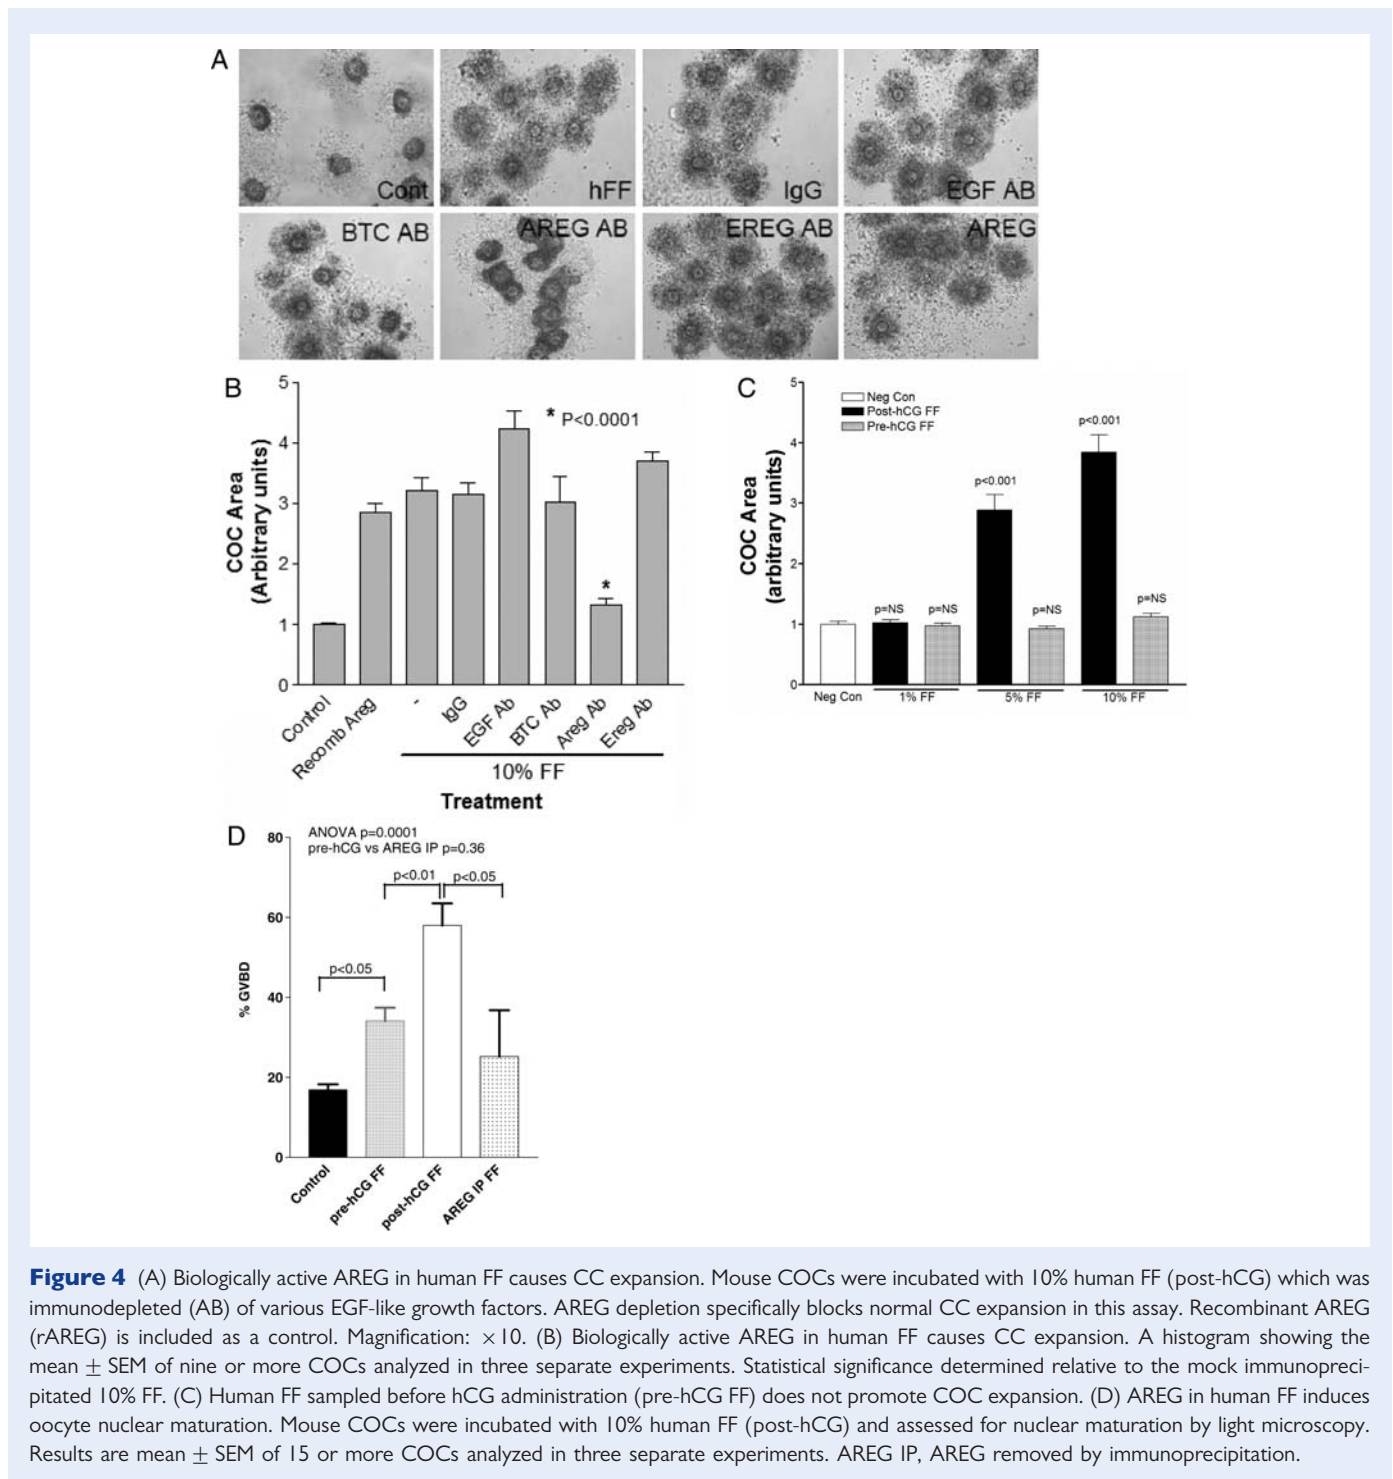 A
Cont
hFF
IgG
EGF AB
BTC AB
AREG AB
EREG AB
AREG
B
COC Area
(Arbitrary units)
5
4
3
2
1
0
* P<0.0001
*
Control
Recomb Areg
-
IgG
EGF Ab
BTC Ab
Areg Ab
Ereg Ab
10% FF
Treatment
C
COC Area
(arbitrary units)
5
4
3
2
1
0
Neg Con
Post-hCG FF
Pre-hCG FF
p=NS
p=NS
p<0.001
p=NS
p<0.001
p=NS
Neg Con
1% FF
5% FF
10% FF
D
ANOVA p=0.0001
pre-hCG vs AREG IP p=0.36
% GVBD
80
60
40
20
0
p<0.05
p<0.01
p<0.05
Control
pre-hCG FF
post-hCG FF
AREG IP FF
Figure 4 (A) Biologically active AREG in human FF causes CC expansion. Mouse COCs were incubated with 10% human FF (post-hCG) which was
immunodepleted (AB) of various EGF-like growth factors. AREG depletion specifically blocks normal CC expansion in this assay. Recombinant AREG
(rAREG) is included as a control. Magnification: ×10. (B) Biologically active AREG in human FF causes CC expansion. A histogram showing the
mean ± SEM of nine or more COCs analyzed in three separate experiments. Statistical significance determined relative to the mock immunopreci-
pitated 10% FF. (C) Human FF sampled before hCG administration (pre-hCG FF) does not promote COC expansion. (D) AREG in human FF induces
oocyte nuclear maturation. Mouse COCs were incubated with 10% human FF (post-hCG) and assessed for nuclear maturation by light microscopy.
Results are mean ± SEM of 15 or more COCs analyzed in three separate experiments. AREG IP, AREG removed by immunoprecipitation.